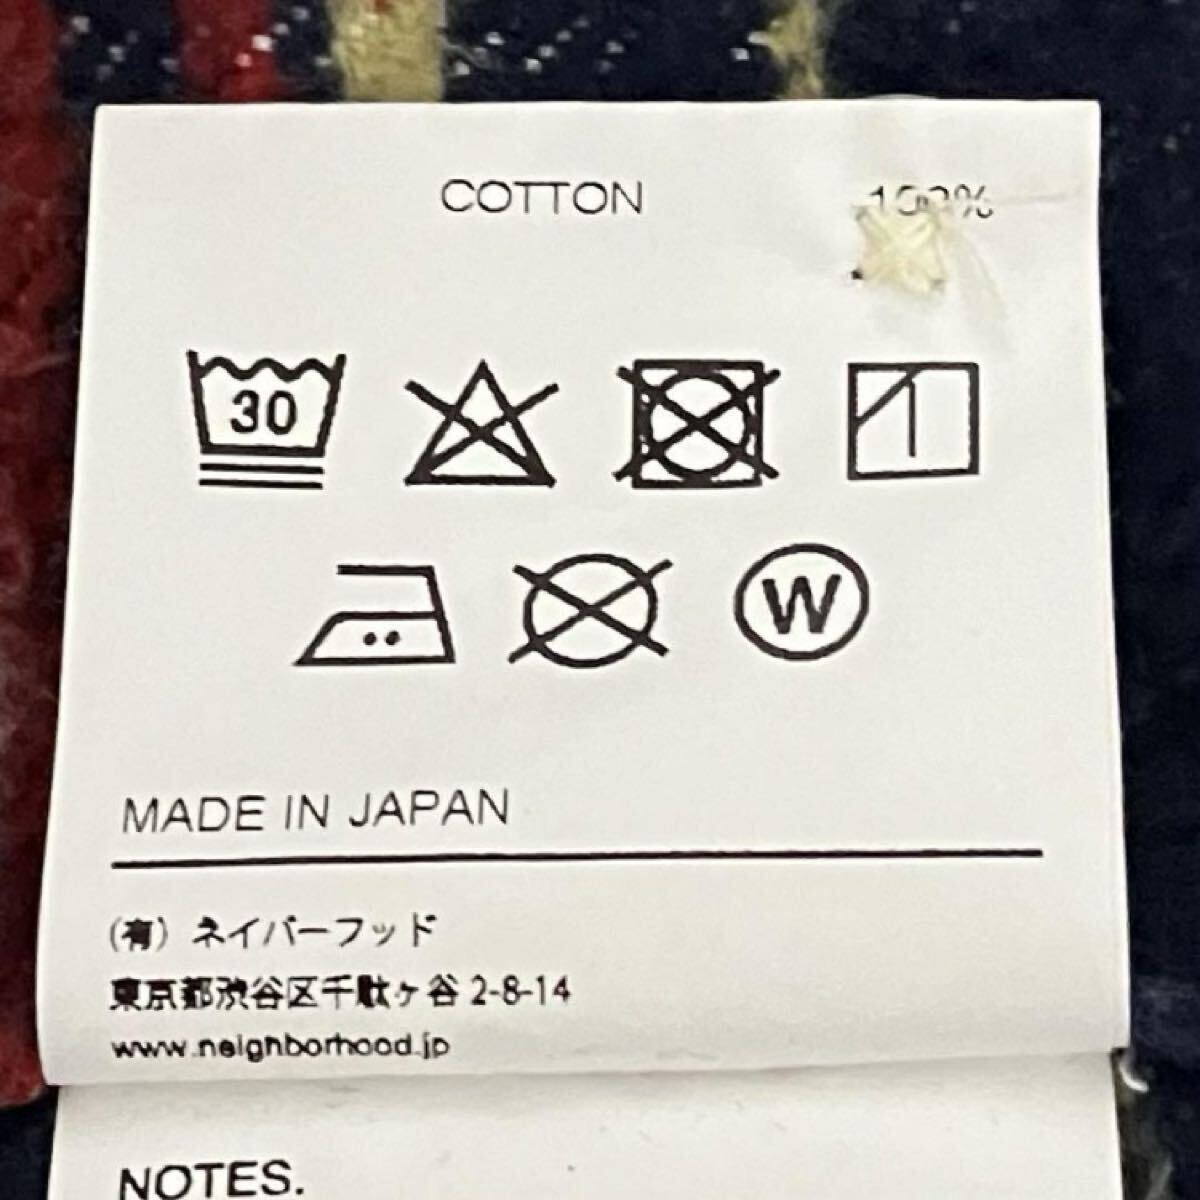 COTTON 100%
30
W
MADE IN JAPAN
(有) ネイバーフッド
東京都渋谷区千駄ヶ谷 2-8-14
www.neighborhood.jp
NOTES.